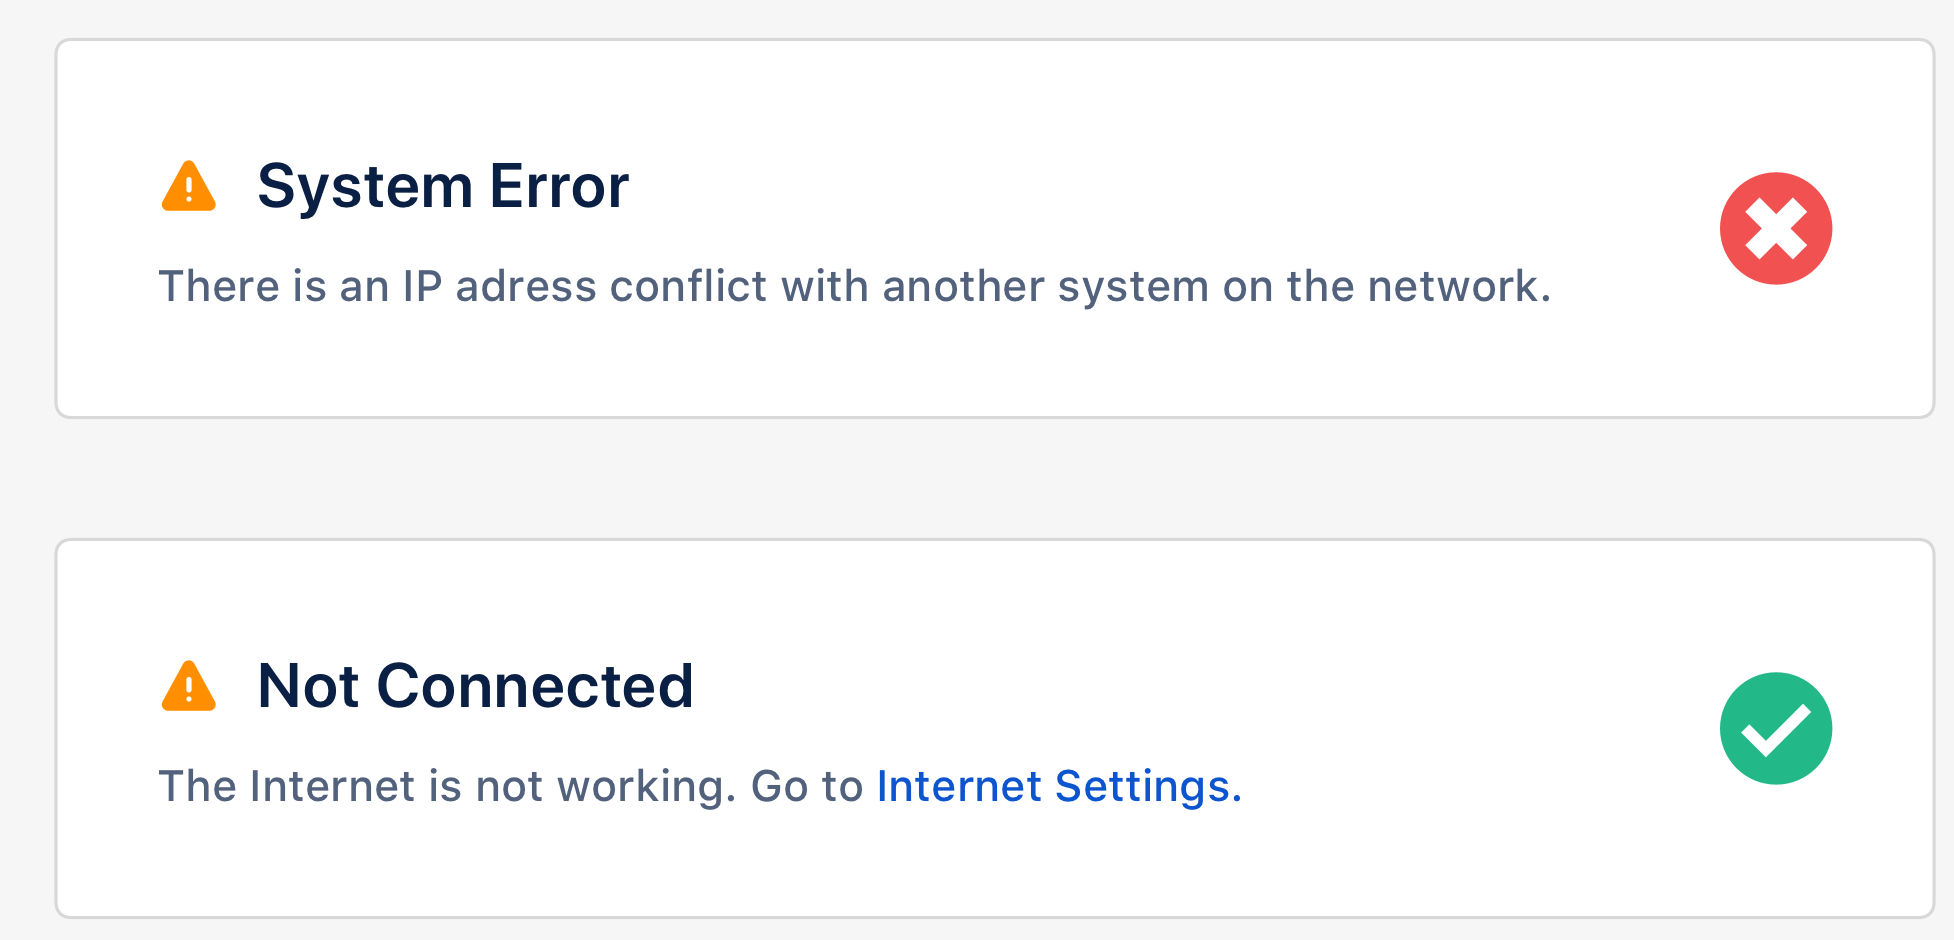 System Error
There is an IP adress conflict with another system on the network.
Not Connected
The Internet is not working. Go to Internet Settings.